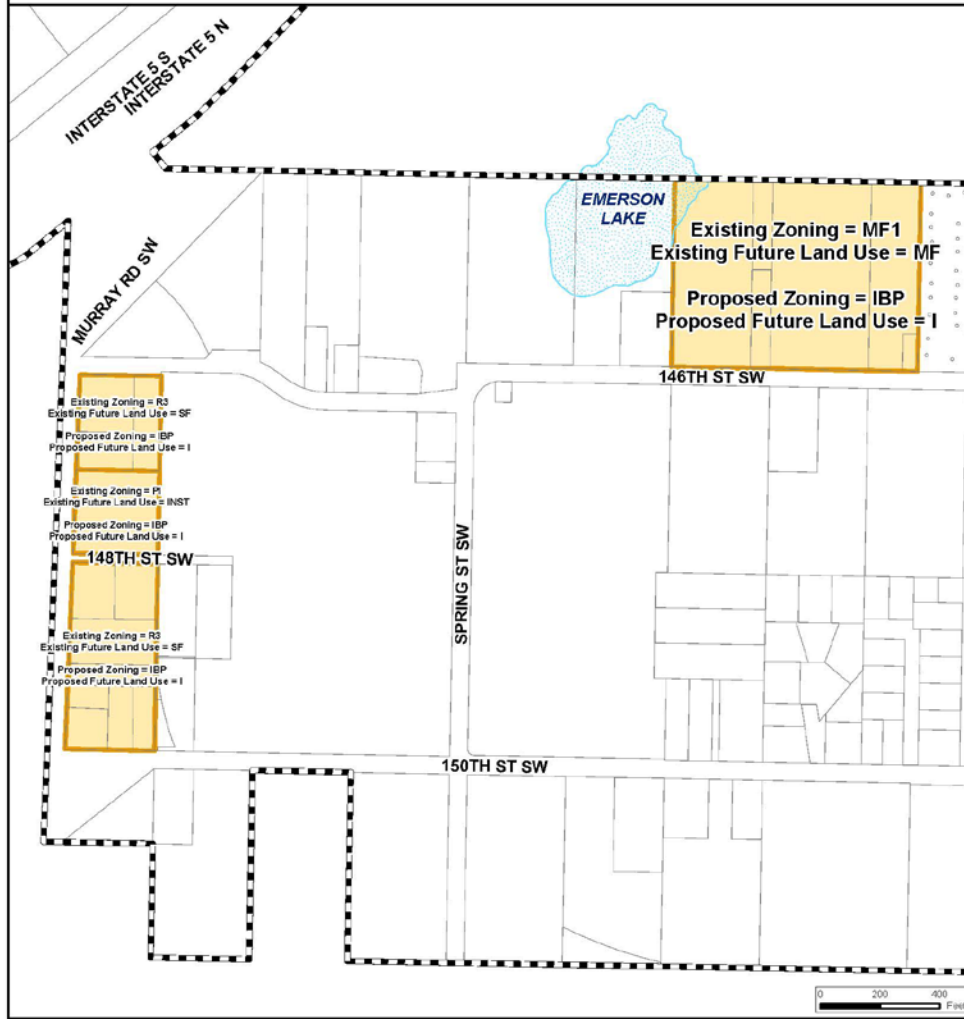 INTERSTATE 5 S
INTERSTATE 5 N
MURRAY RD SW
EMERSON
LAKE
Existing Zoning = MF1
Existing Future Land Use = MF
Proposed Zoning = IBP
Proposed Future Land Use = I
146TH ST SW
Existing Zoning = R3
Existing Future Land Use = SF
Proposed Zoning = IBP
Proposed Future Land Use = I
Existing Zoning = PI
Existing Future Land Use = INST
Proposed Zoning = IBP
Proposed Future Land Use = I
148TH ST SW
SPRING ST SW
Existing Zoning = R3
Existing Future Land Use = SF
Proposed Zoning = IBP
Proposed Future Land Use = I
150TH ST SW
0 200 400
Feet